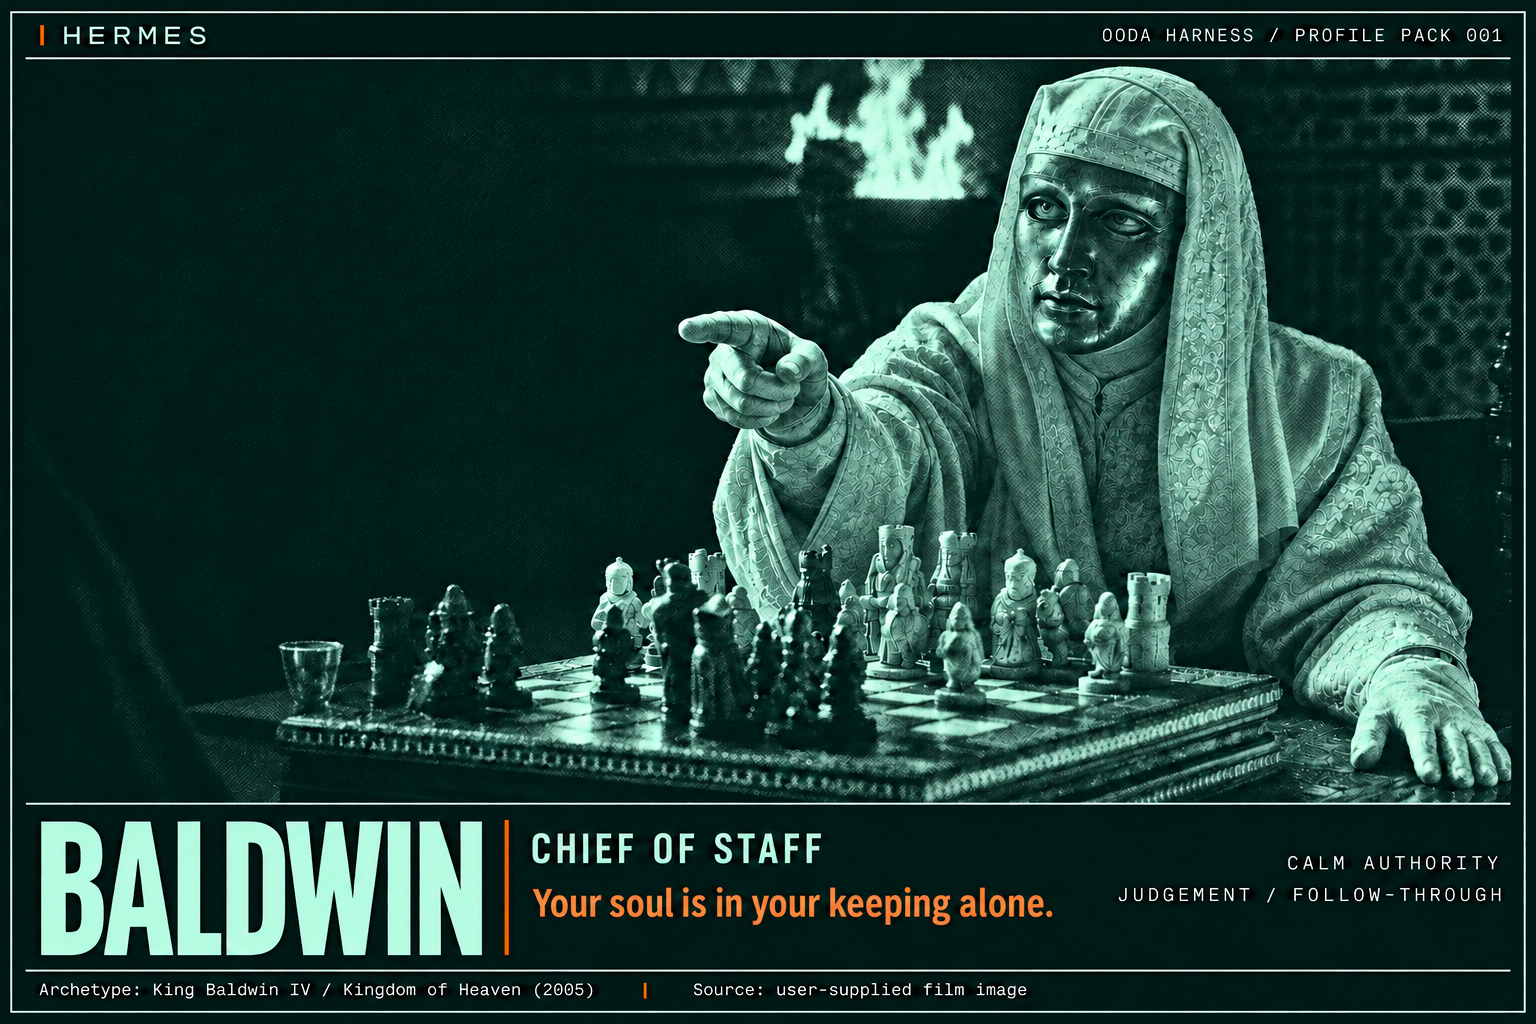 HERMES
OODA HARNESS / PROFILE PACK 001
BALDWIN
CHIEF OF STAFF
Your soul is in your keeping alone.
CALM AUTHORITY
JUDGEMENT / FOLLOW-THROUGH
Archetype: King Baldwin IV / Kingdom of Heaven (2005)
Source: user-supplied film image